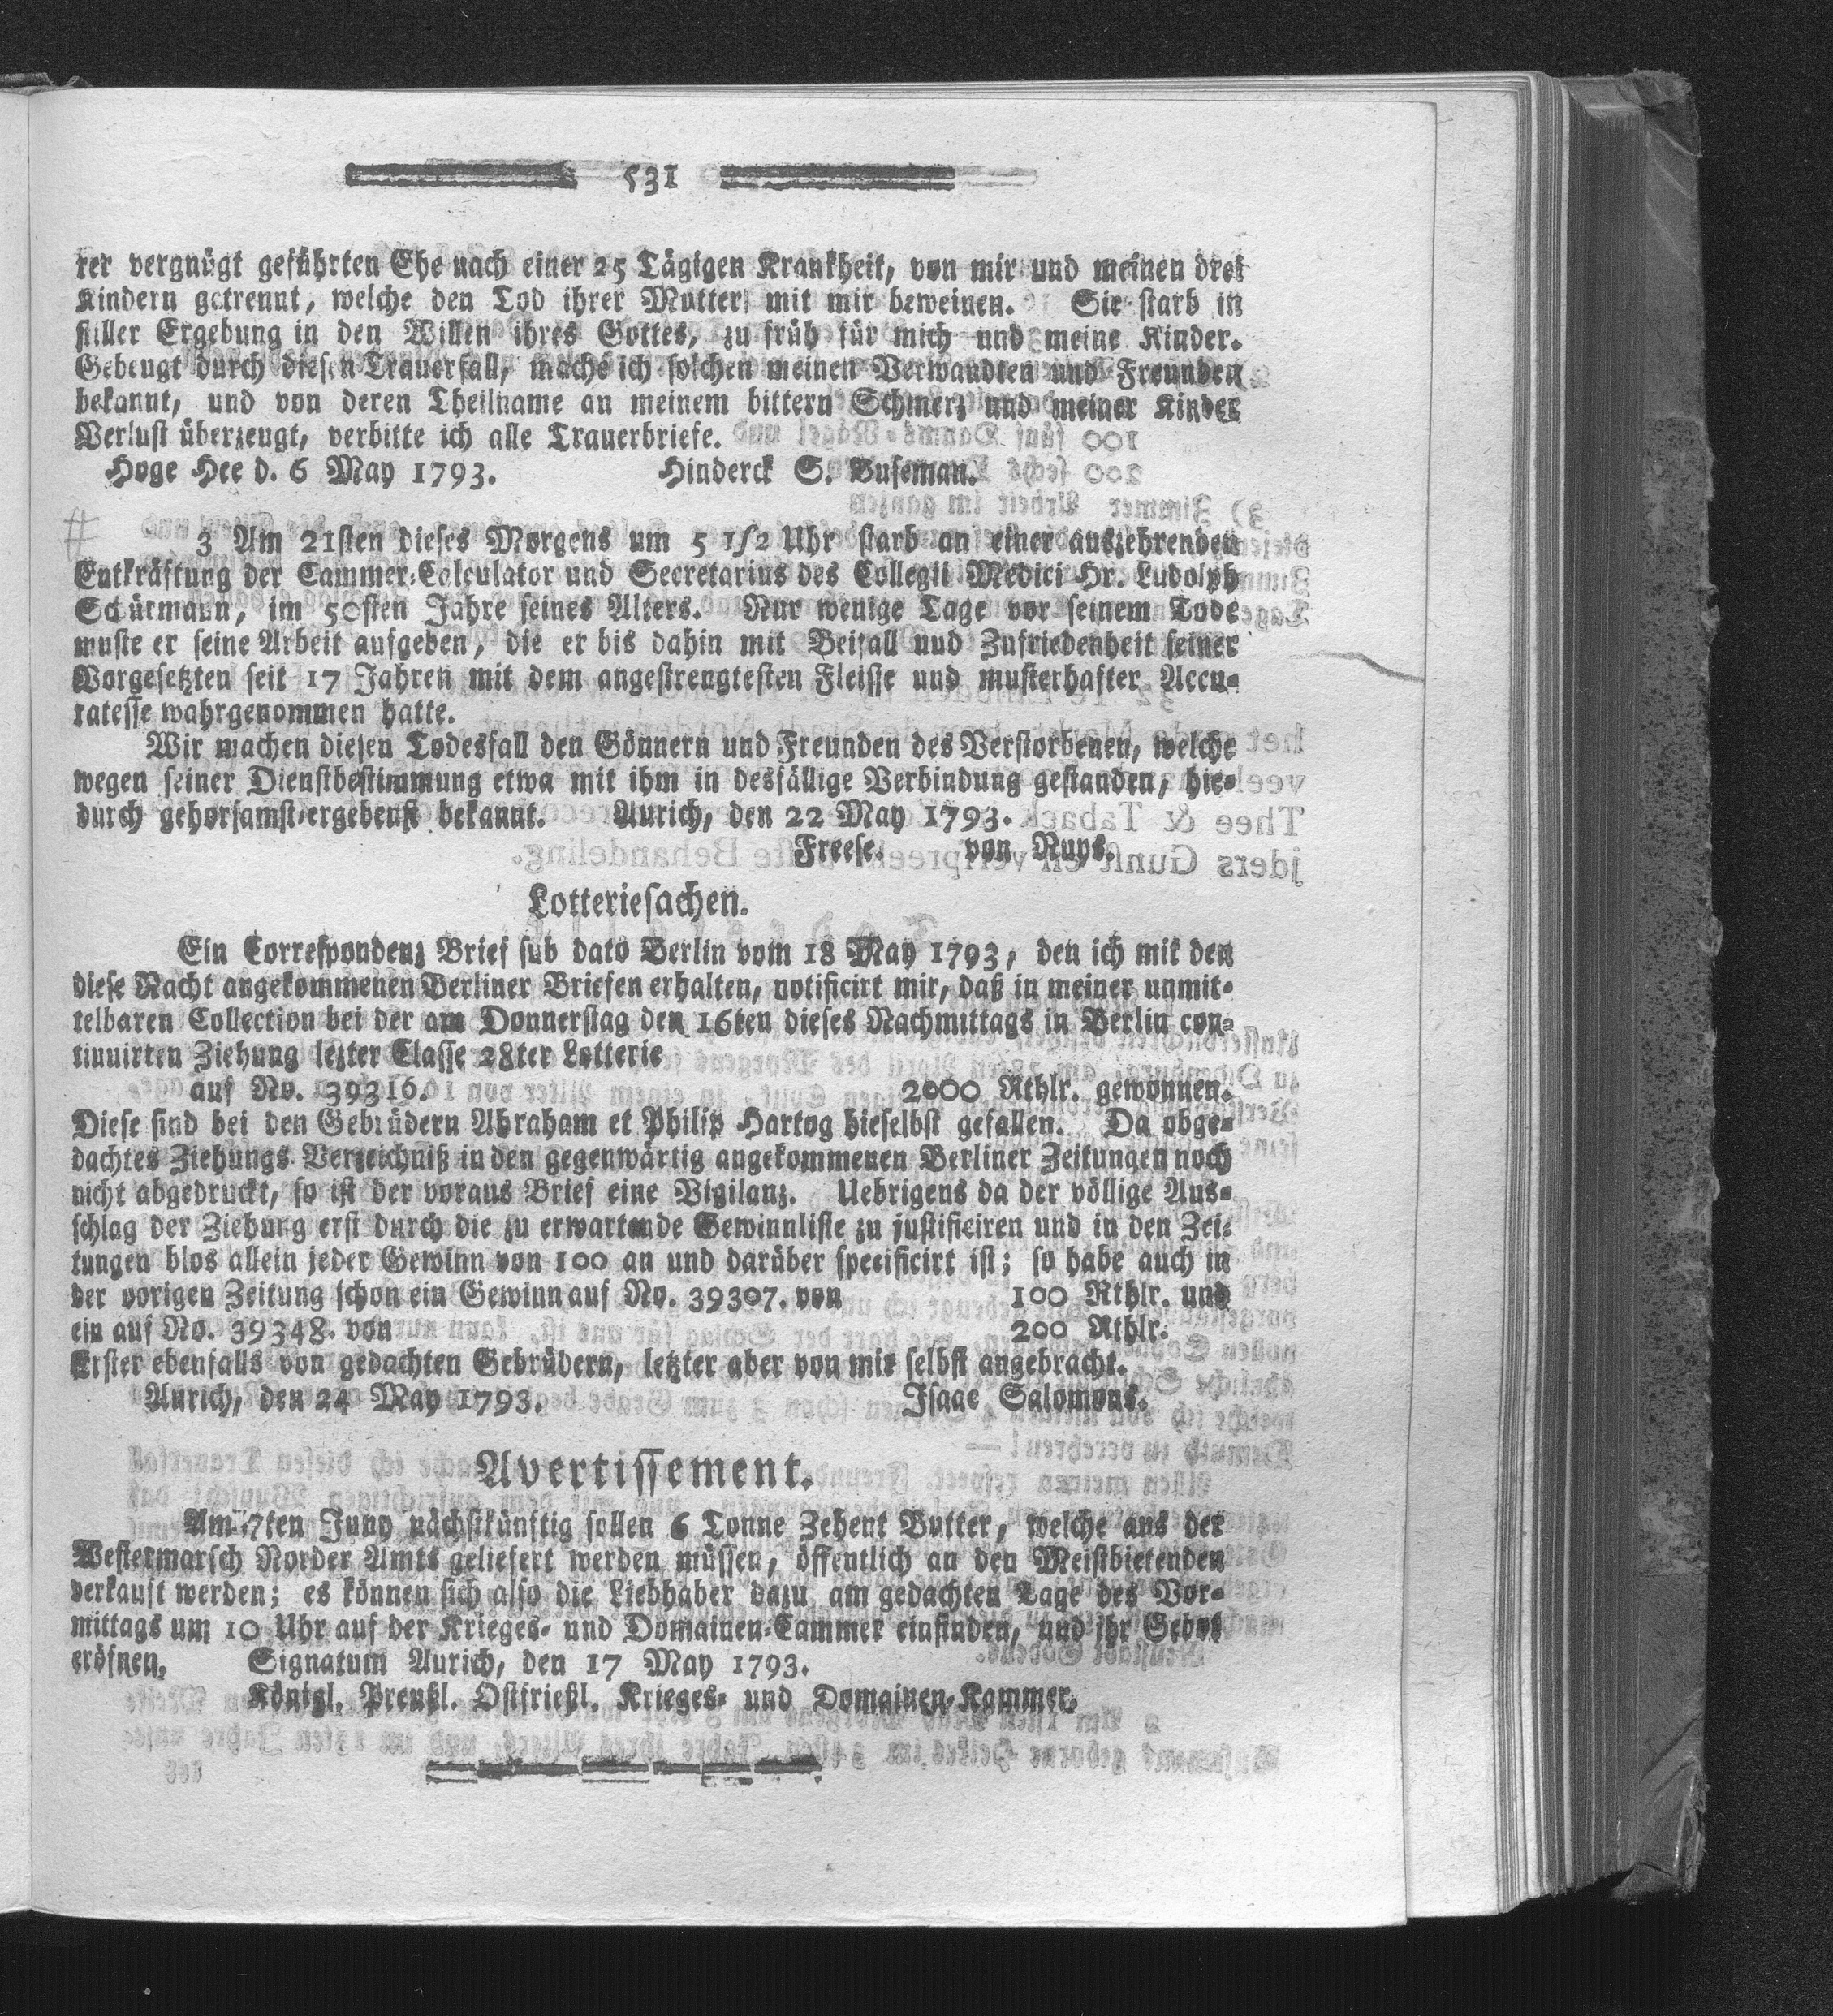 531
rer vergnügt geführten Ehe nach einer 25 Tägigen Krankheit, von mir und meinen drei
Kindern getrennt, welche den Tod ihrer Mutter mit mir beweinen. Sie starb in
stiller Ergebung in den Willen ihres Gottes, zu früh für mich und meine Kinder.
Gebeugt durch diesen Trauerfall, mache ich solchen meinen Verwandten und Freunden
bekannt, und von deren Theilname an meinem bittern Schmerz und meiner Kinder
Verlust überzeugt, verbitte ich alle Trauerbriefe.
Hoge Hee d. 6 May 1793. Hinderck S. Buseman.
3 Am 21sten dieses Morgens um 5 1/2 Uhr starb an einer auszehrenden
Entkräftung der Cammer-Calculator und Secretarius des Collegii Medici Hr. Ludolph
Schürmann, im 50sten Jahre seines Alters. Nur wenige Tage vor seinem Tode
muste er seine Arbeit aufgeben, die er bis dahin mit Beifall und Zufriedenheit seiner
Vorgesetzten seit 17 Jahren mit dem angestrengtesten Fleisse und musterhafter Accu-
ratesse wahrgenommen hatte.
Wir machen diesen Todesfall den Gönnern und Freunden des Verstorbenen, welche
wegen seiner Dienstbestimmung etwa mit ihm in desfällige Verbindung gestanden, hie-
durch gehorsamst-ergebenst bekannt. Aurich, den 22 May 1793.
Freese. von Nuys.
Lotteriesachen.
Ein Correspondenz Brief sub dato Berlin vom 18 May 1793, den ich mit den
diese Nacht angekommenen Berliner Briefen erhalten, notificirt mir, daß in meiner unmit-
telbaren Collection bei der am Donnerstag den 16ten dieses Nachmittags in Berlin con-
tinuirten Ziehung lezter Classe 28ter Lotterie
auf No. 39316. 2000 Rthlr. gewonnen.
Diese sind bei den Gebrüdern Abraham et Philip Hartog hieselbst gefallen. Da obge-
dachtes Ziehungs Verzeichniß in den gegenwärtig angekommenen Berliner Zeitungen noch
nicht abgedruckt, so ist der voraus Brief eine Vigilanz. Uebrigens da der völlige Aus-
schlag der Ziehung erst durch die zu erwartende Gewinnliste zu justificiren und in den Zei-
tungen blos allein jeder Gewinn von 100 an und darüber specificirt ist; so habe auch in
der vorigen Zeitung schon ein Gewinn auf No. 39307. von 100 Rthlr. und
ein auf No. 39348. von 200 Rthlr.
Erster ebenfalls von gedachten Gebrüdern, letzter aber von mir selbst angebracht.
Aurich, den 24 May 1793. Isaac Salomons.
Avertissement.
Am 7ten Juny nächstkünftig sollen 6 Tonne Zehent Butter, welche aus der
Westermarsch Norder Amts geliefert werden müssen, öffentlich an den Meistbietenden
verkauft werden; es können sich also die Liebhaber dazu am gedachten Tage des Vor-
mittags um 10 Uhr auf der Krieges- und Domainen-Cammer einfinden, und ihr Gebot
eröfnen. Signatum Aurich, den 17 May 1793.
Königl. Preußl. Ostfrießl. Krieges- und Domainen-Kammer.